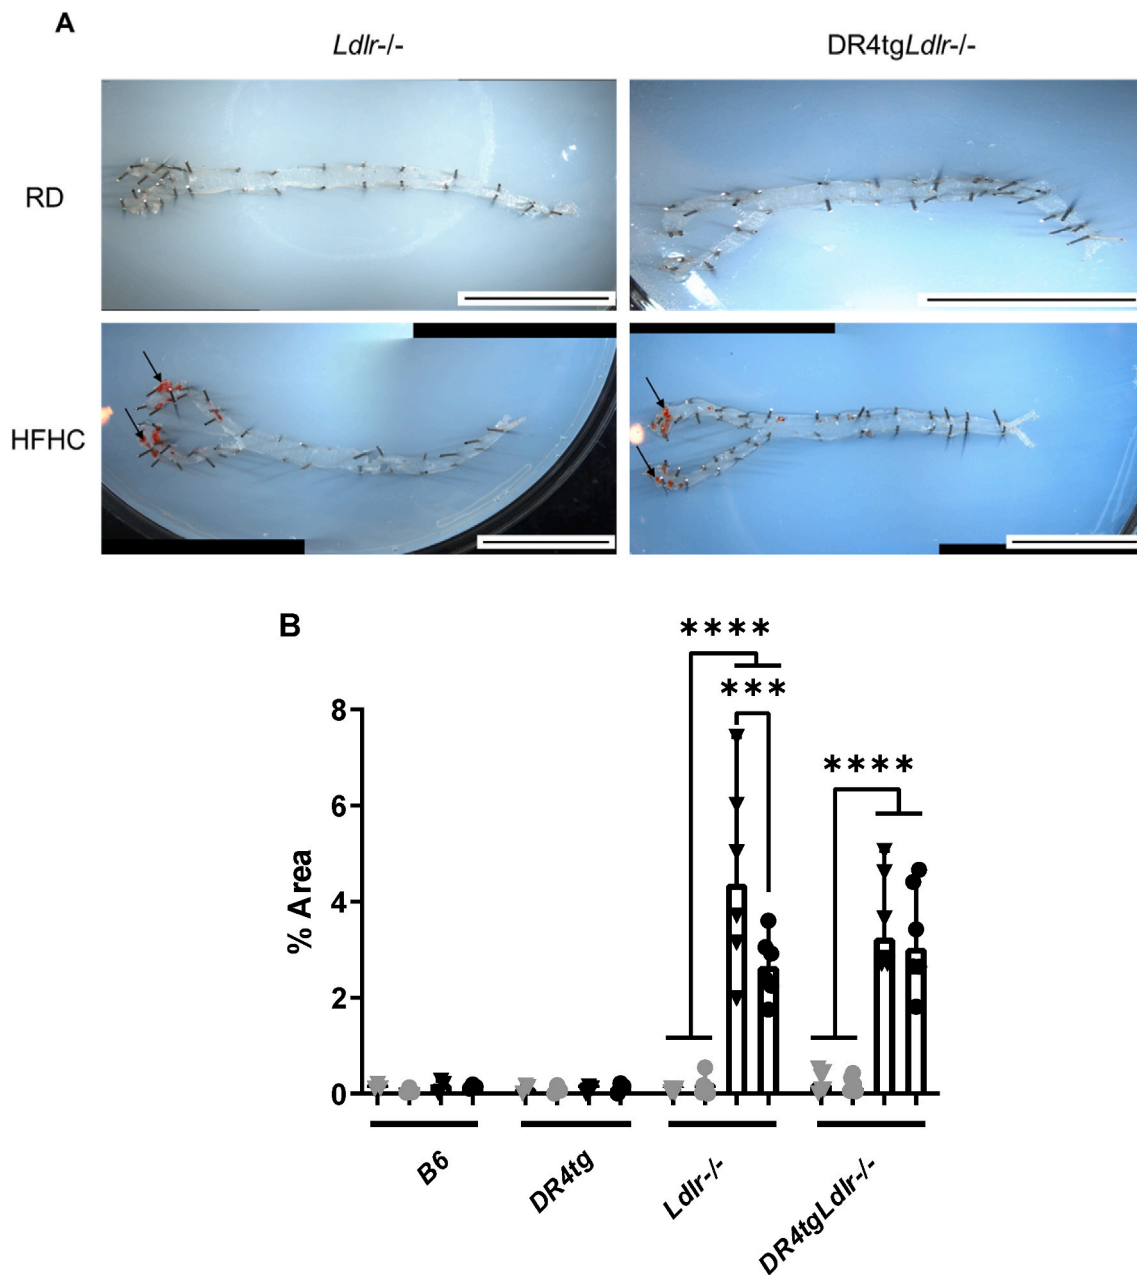 A
Ldlr-/-
DR4tgLdlr-/-
RD
HFHC
B
****
***
****
8
6
4
2
0
% Area
B6
DR4tg
Ldlr-/-
DR4tgLdlr-/-